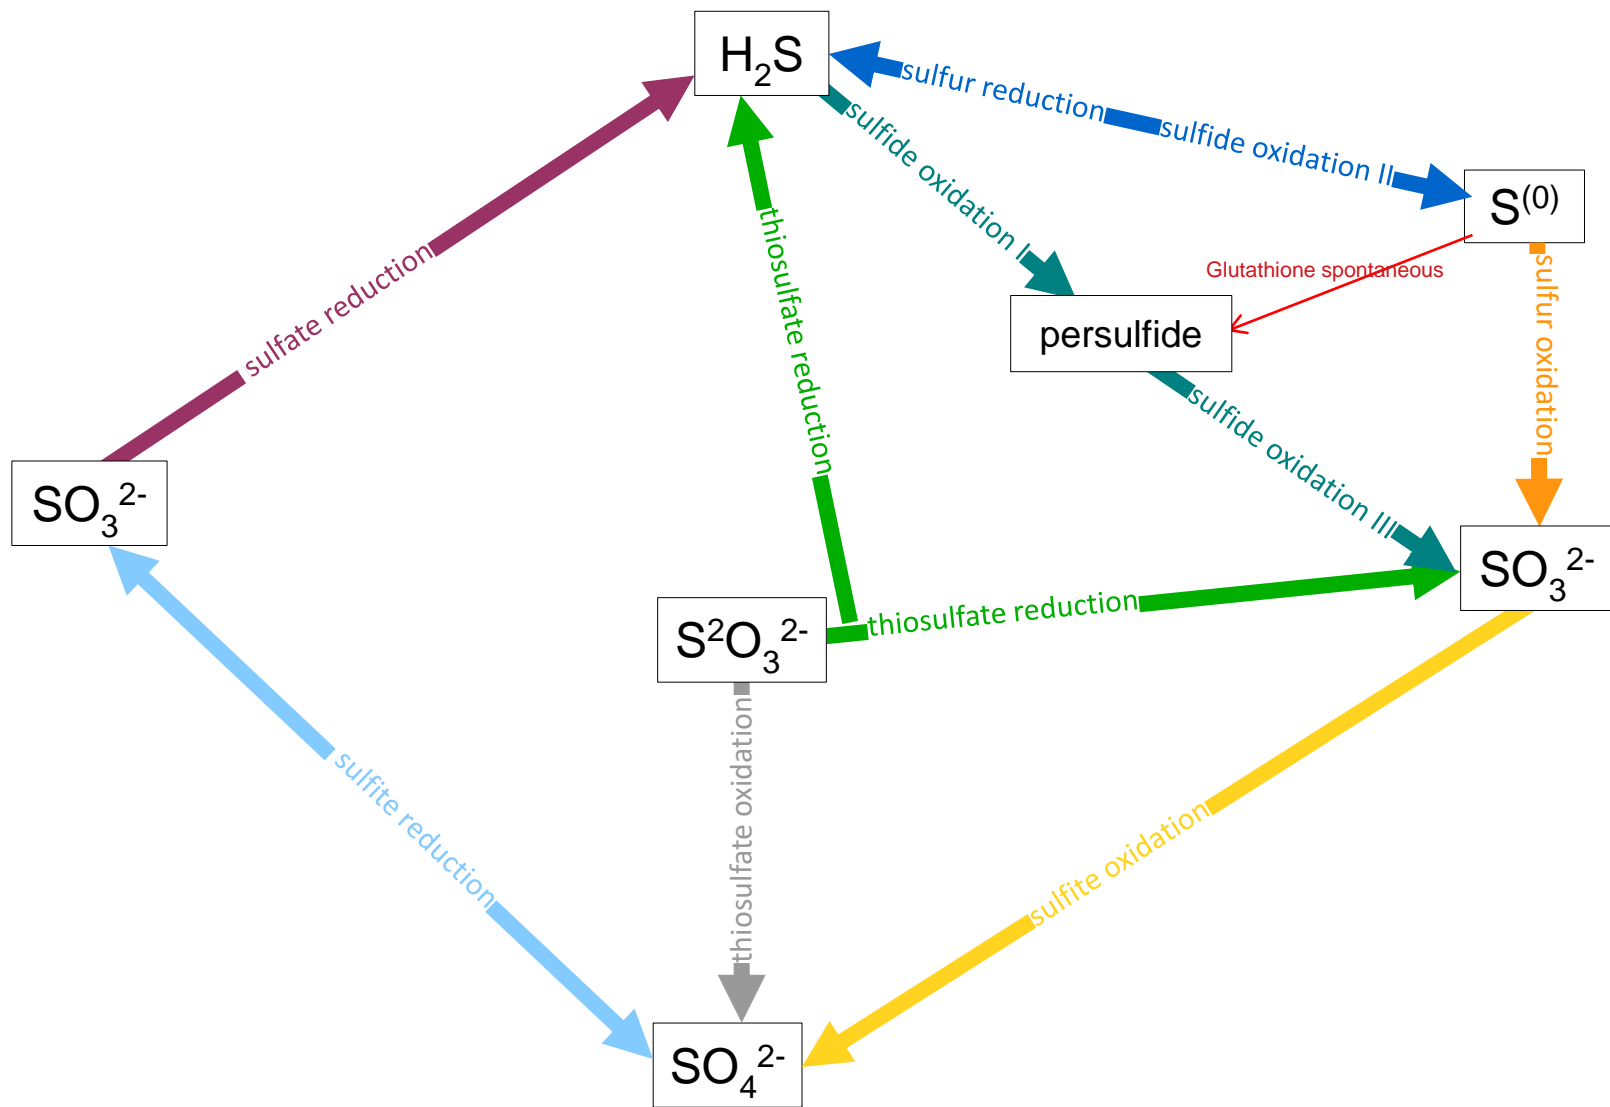 H₂S
sulfur reduction
sulfide oxidation II
S⁽⁰⁾
sulfide oxidation I
Glutathione spontaneous
persulfide
sulfur oxidation
sulfate reduction
thiosulfate reduction
sulfide oxidation III
SO₃²⁻
SO₃²⁻
S²O₃²⁻
thiosulfate reduction
sulfite reduction
thiosulfate oxidation
sulfite oxidation
SO₄²⁻